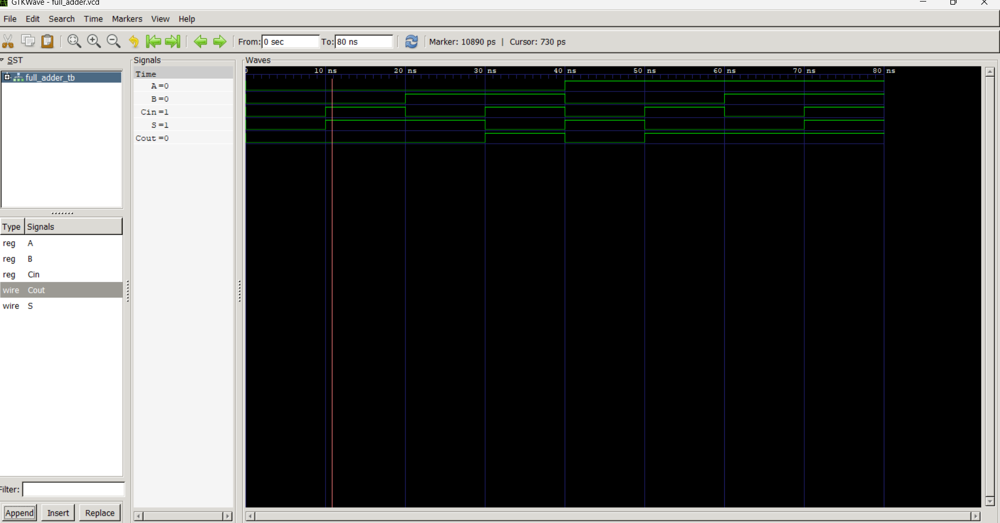 GTKWave - full_adder.vcd
File Edit Search Time Markers View Help
From: 0 sec To: 80 ns Marker: 10890 ps | Cursor: 730 ps
SST
full_adder_tb
Type Signals
reg A
reg B
reg Cin
wire Cout
wire S
Filter:
Append Insert Replace
Signals
Time
A=0
B=0
Cin=1
S=1
Cout=0
Waves
0 10 ns 20 ns 30 ns 40 ns 50 ns 60 ns 70 ns 80 ns